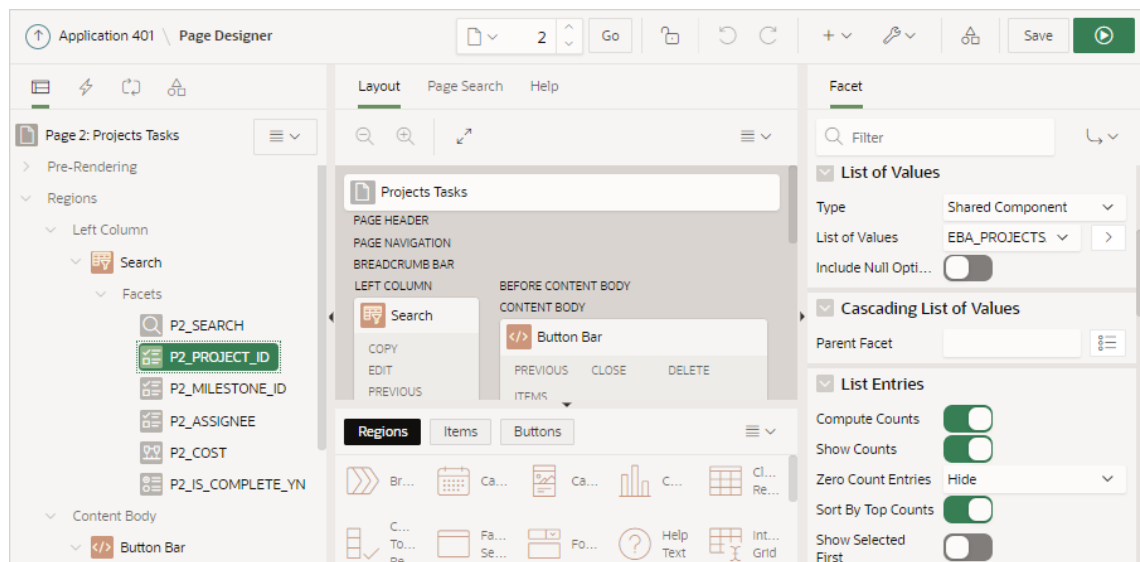 Application 401 \ Page Designer
2
Go
Save
Layout
Page Search
Help
Facet
Page 2: Projects Tasks
Pre-Rendering
Regions
Left Column
Search
Facets
P2_SEARCH
P2_PROJECT_ID
P2_MILESTONE_ID
P2_ASSIGNEE
P2_COST
P2_IS_COMPLETE_YN
Content Body
Button Bar
Projects Tasks
PAGE HEADER
PAGE NAVIGATION
BREADCRUMB BAR
LEFT COLUMN
Search
COPY
EDIT
PREVIOUS
BEFORE CONTENT BODY
CONTENT BODY
Button Bar
PREVIOUS CLOSE DELETE
ITEMS
Regions
Items
Buttons
Br...
Ca...
Ca...
C...
Cl...
Re...
C...
To...
Re...
Fa...
Se...
Fo...
Help
Text
Int...
Grid
Filter
List of Values
Type Shared Component
List of Values EBA_PROJECTS
Include Null Opti...
Cascading List of Values
Parent Facet
List Entries
Compute Counts
Show Counts
Zero Count Entries Hide
Sort By Top Counts
Show Selected
First